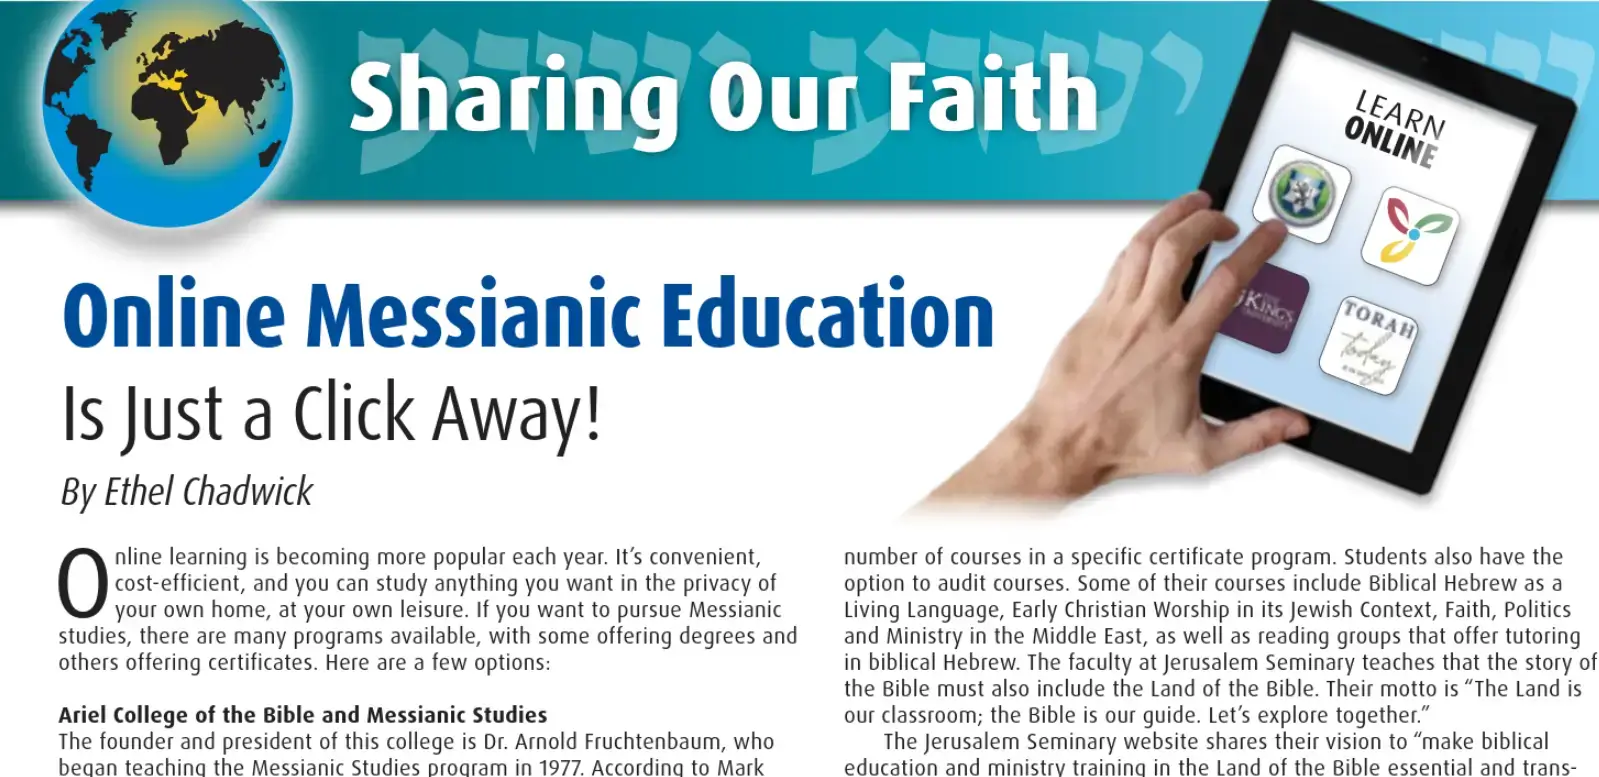 ישוע ישוע
Sharing Our Faith
LEARN
ONLINE
THE
KING'S
UNIVERSITY
TORAH
Today
Online Messianic Education
Is Just a Click Away!
By Ethel Chadwick
Online learning is becoming more popular each year. It’s convenient,
cost-efficient, and you can study anything you want in the privacy of
your own home, at your own leisure. If you want to pursue Messianic
studies, there are many programs available, with some offering degrees and
others offering certificates. Here are a few options:
Ariel College of the Bible and Messianic Studies
The founder and president of this college is Dr. Arnold Fruchtenbaum, who
began teaching the Messianic Studies program in 1977. According to Mark
number of courses in a specific certificate program. Students also have the
option to audit courses. Some of their courses include Biblical Hebrew as a
Living Language, Early Christian Worship in its Jewish Context, Faith, Politics
and Ministry in the Middle East, as well as reading groups that offer tutoring
in biblical Hebrew. The faculty at Jerusalem Seminary teaches that the story of
the Bible must also include the Land of the Bible. Their motto is “The Land is
our classroom; the Bible is our guide. Let’s explore together.”
The Jerusalem Seminary website shares their vision to “make biblical
education and ministry training in the Land of the Bible essential and trans-